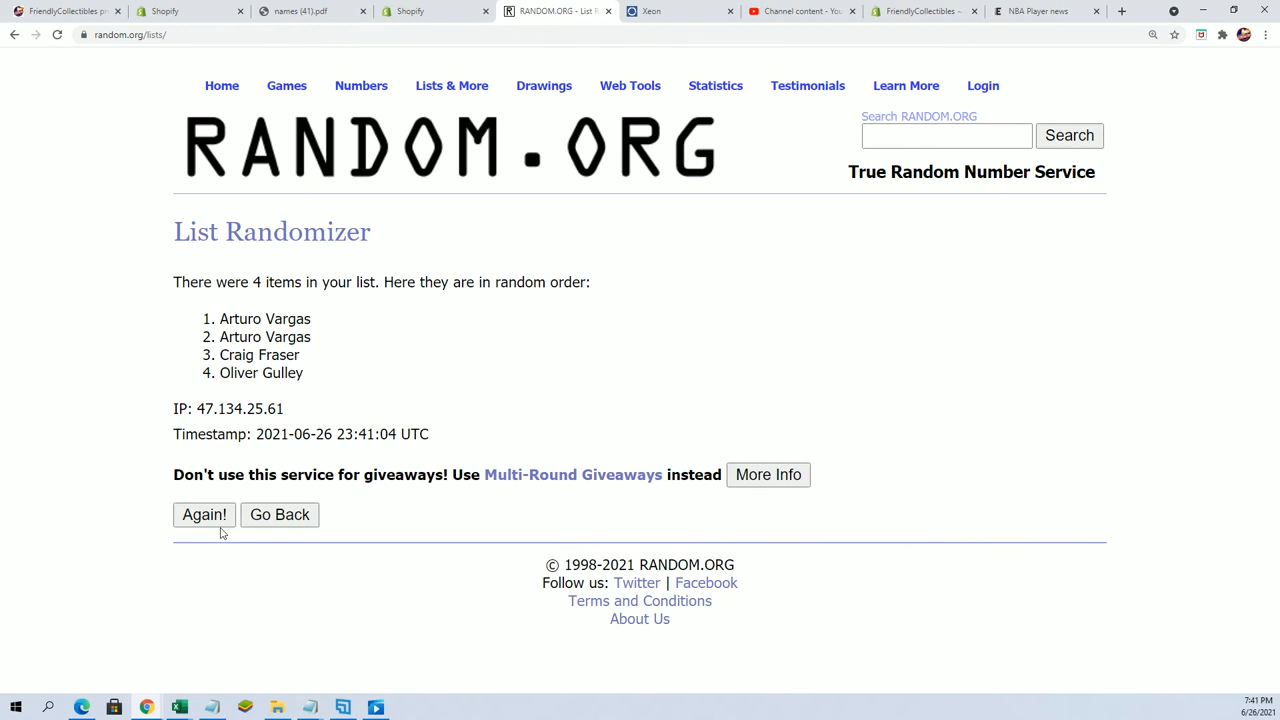 FriendlyCollectibles pr
Shopify
names (41).pdf
Shopify
RANDOM.ORG - List R
Xeon
Channel content - You
FriendlyCollectibles ~
NBA Player news
random.org/lists/
Home Games Numbers Lists & More Drawings Web Tools Statistics Testimonials Learn More Login
RANDOM.ORG
Search RANDOM.ORG
Search
True Random Number Service
List Randomizer
There were 4 items in your list. Here they are in random order:
1. Arturo Vargas
2. Arturo Vargas
3. Craig Fraser
4. Oliver Gulley
IP: 47.134.25.61
Timestamp: 2021-06-26 23:41:04 UTC
Don't use this service for giveaways! Use Multi-Round Giveaways instead More Info
Again! Go Back
© 1998-2021 RANDOM.ORG
Follow us: Twitter | Facebook
Terms and Conditions
About Us
7:41 PM
6/26/2021